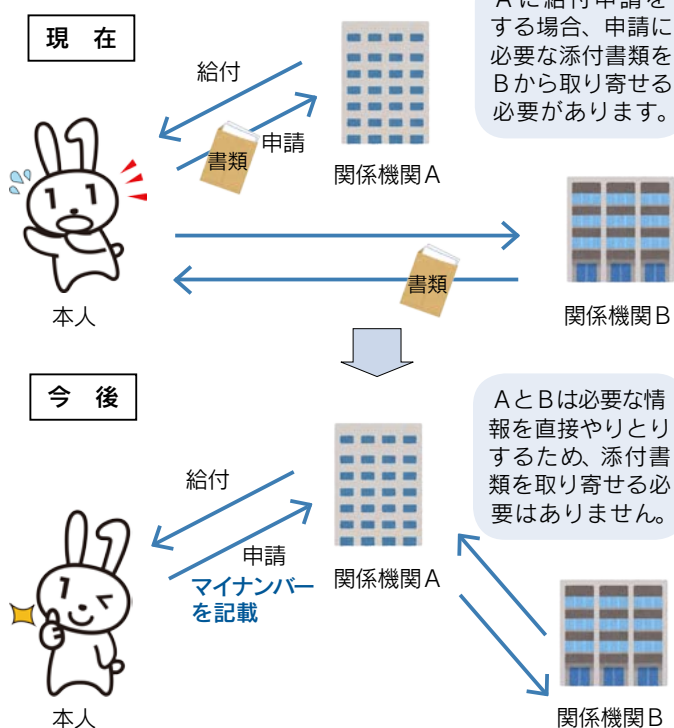 現 在
Aに給付申請を
する場合、申請に
必要な添付書類を
Bから取り寄せる
必要があります。
給付
申請
書類
関係機関A
書類
本人
関係機関B
今 後
AとBは必要な情
報を直接やりとり
するため、添付書
類を取り寄せる必
要はありません。
給付
申請
マイナンバー
を記載
関係機関A
本人
関係機関B